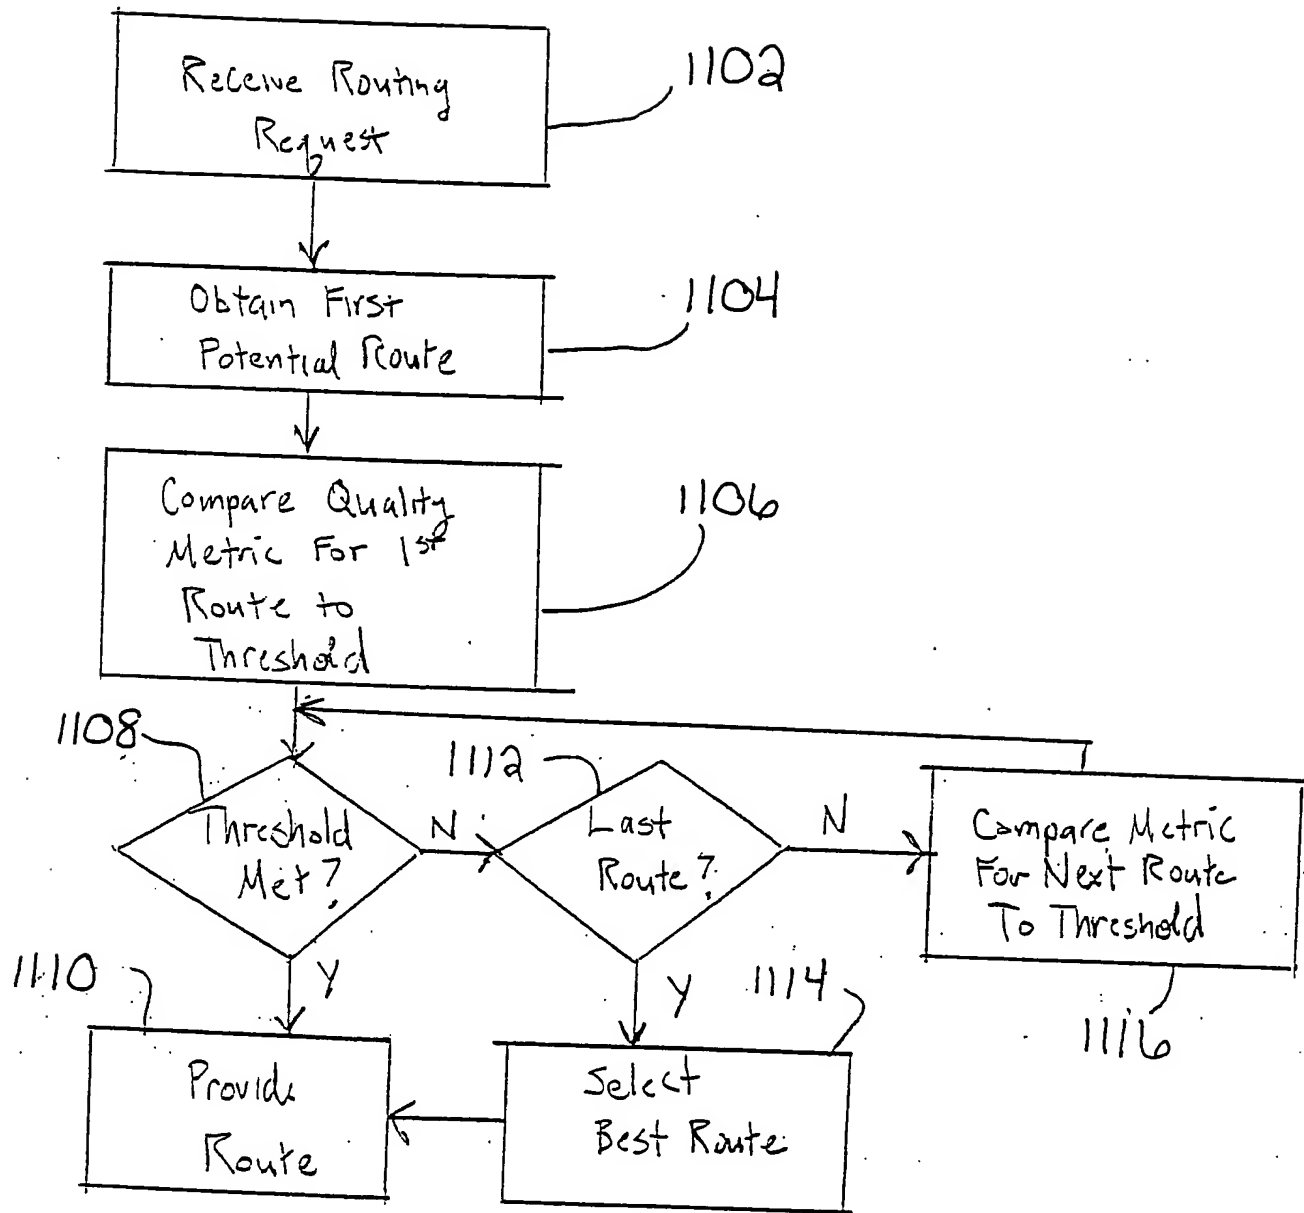 Receive Routing
Request
1102
Obtain First
Potential Route
1104
Compare Quality
Metric For 1st
Route to
Threshold
1106
1108
Threshold
Met?
N
Y
1112
Last
Route?
N
Y
Compare Metric
For Next Route
To Threshold
1116
1110
Provide
Route
1114
Select
Best Route